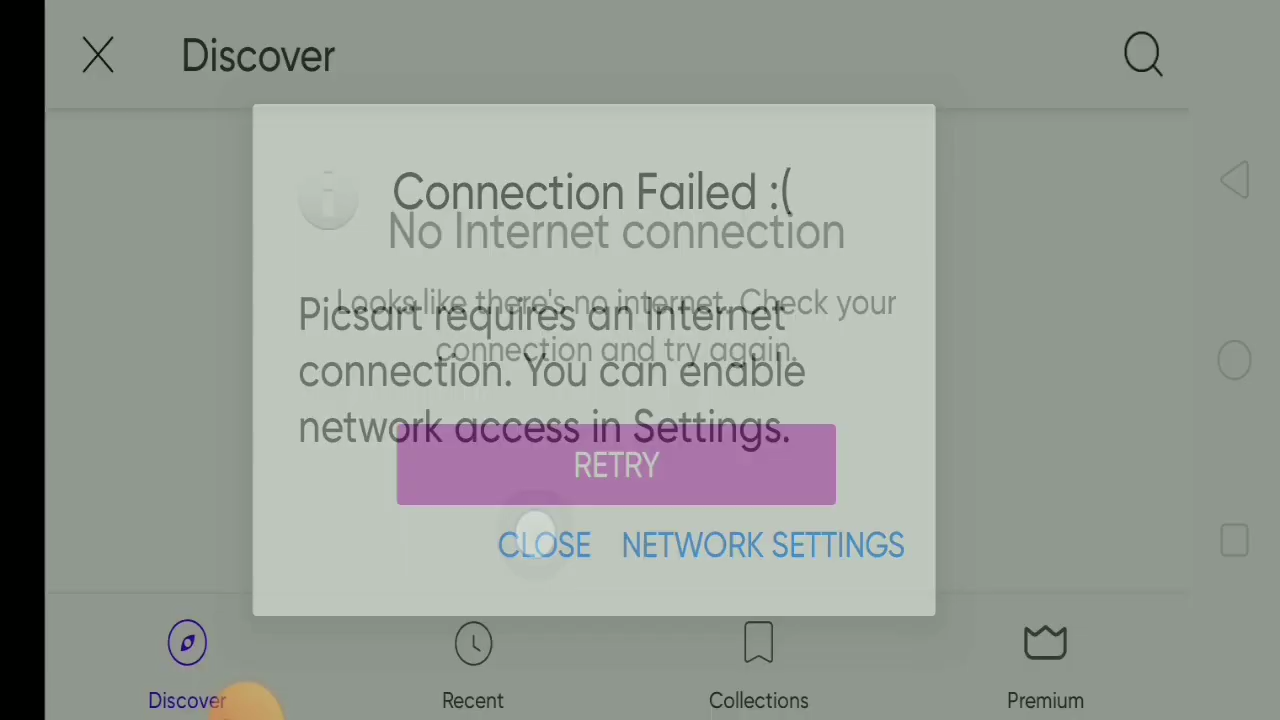 Discover
Connection Failed :(
No Internet connection
Looks like there's no internet. Check your
connection and try again.
Picsart requires an Internet
connection. You can enable
network access in Settings.
RETRY
CLOSE NETWORK SETTINGS
Discover Recent Collections Premium